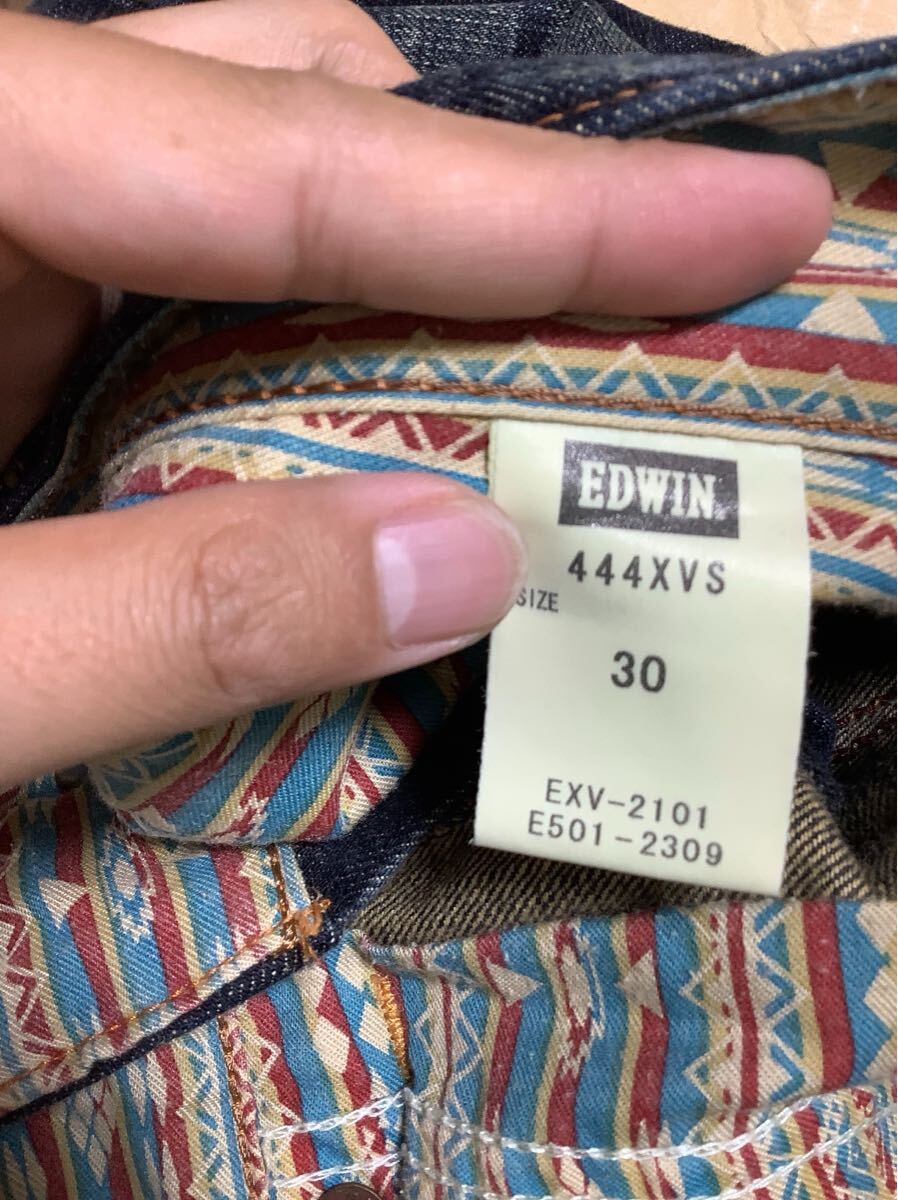 EDWIN
444XVS
SIZE
30
EXV-2101
E501-2309